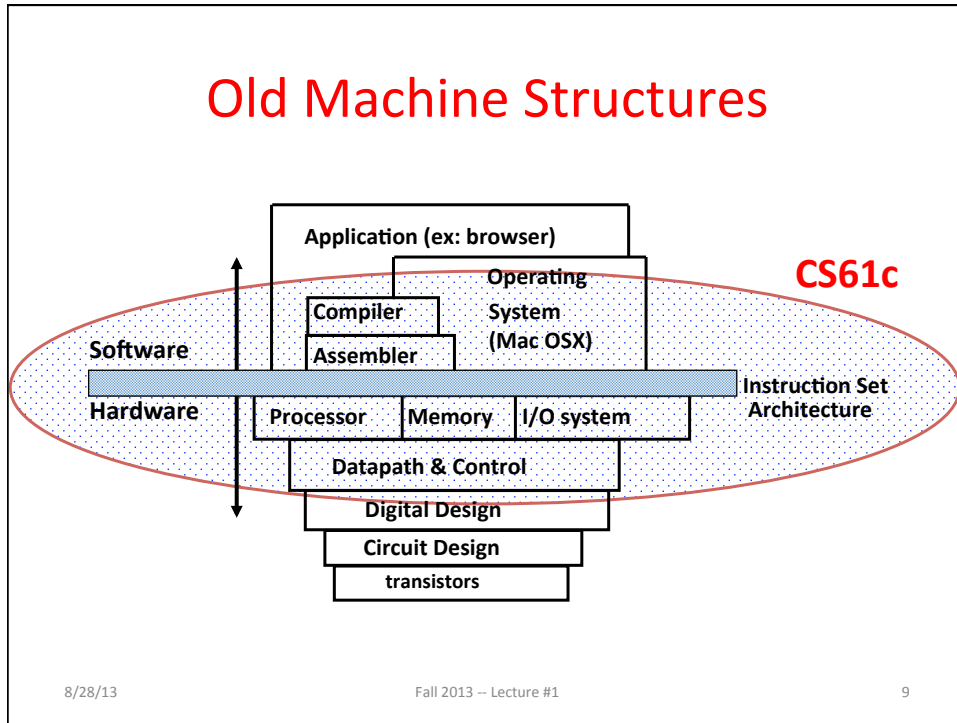 Old Machine Structures
Application (ex: browser)
Operating
CS61c
Compiler
System
(Mac OSX)
Software
Assembler
Instruction Set
Architecture
Hardware
Processor
Memory
I/O system
Datapath & Control
Digital Design
Circuit Design
transistors
8/28/13
Fall 2013 -- Lecture #1
9